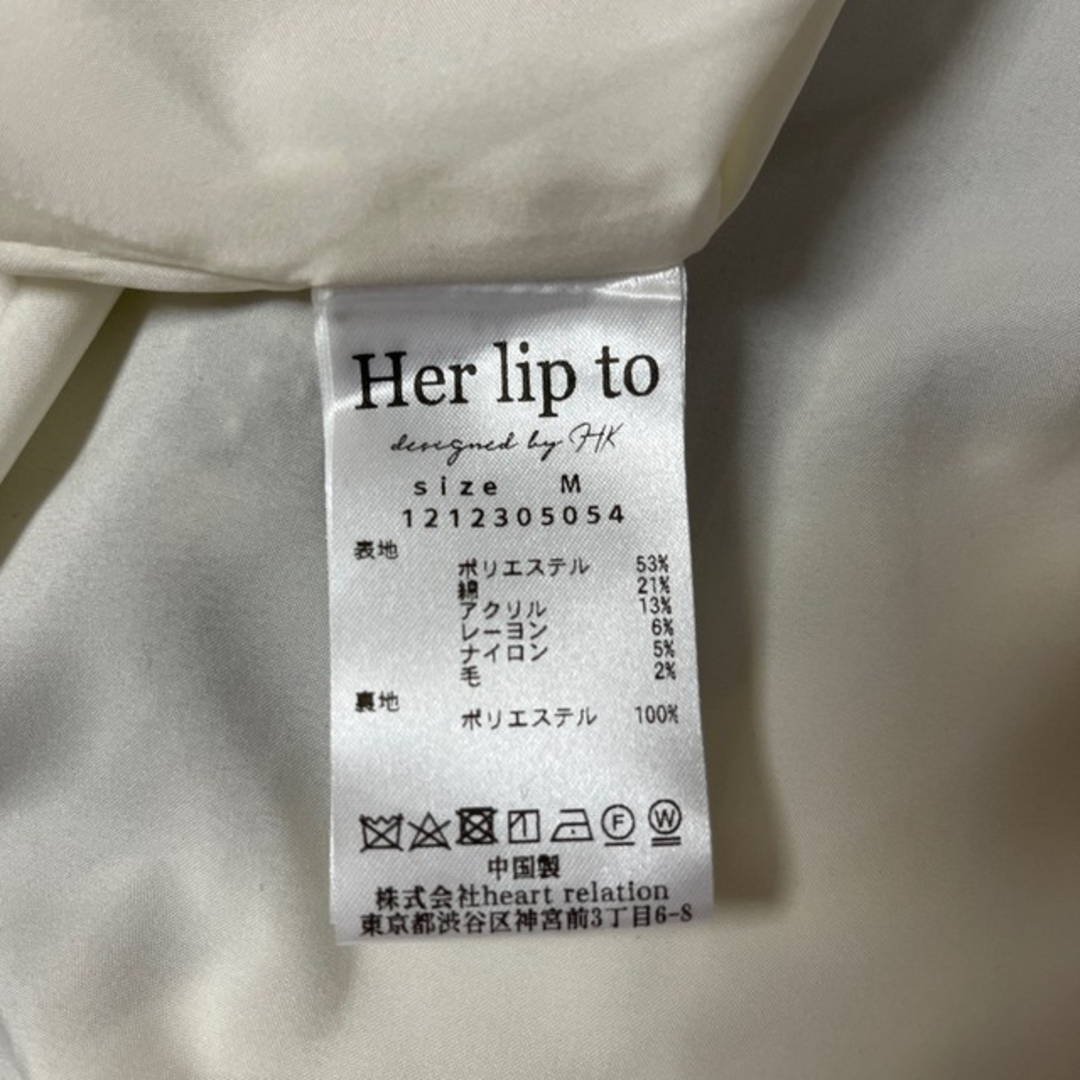 Her lip to
designed by HK
size M
1212305054
表地
ポリエステル 53%
綿 21%
アクリル 13%
レーヨン 6%
ナイロン 5%
毛 2%
裏地
ポリエステル 100%
F W
中国製
株式会社heart relation
東京都渋谷区神宮前3丁目6-8